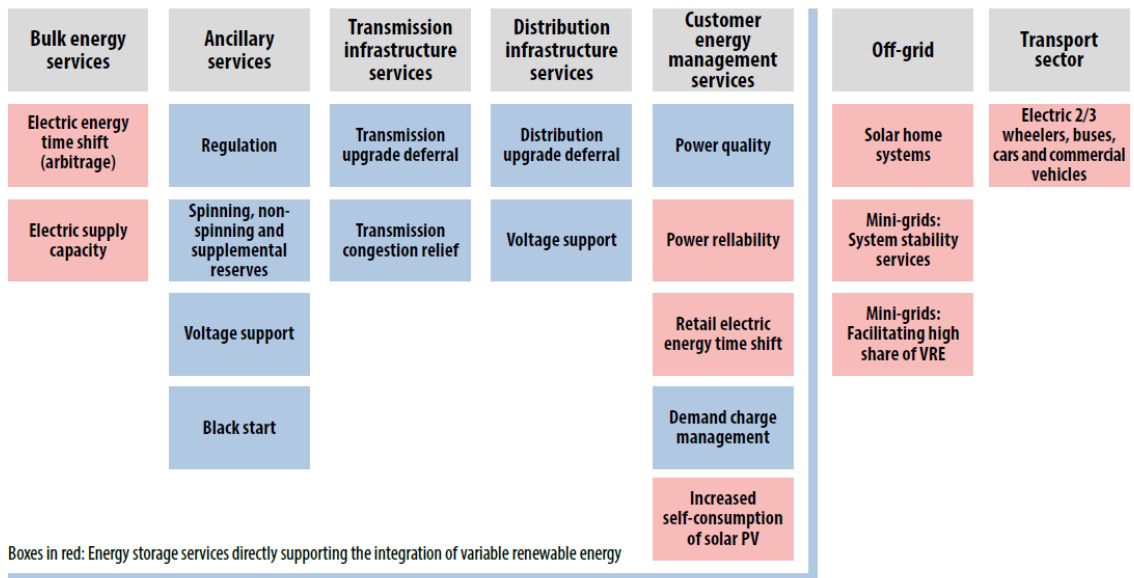 Bulk energy
services
Ancillary
services
Transmission
infrastructure
services
Distribution
infrastructure
services
Customer
energy
management
services
Off-grid
Transport
sector
Electric energy
time shift
(arbitrage)
Regulation
Transmission
upgrade deferral
Distribution
upgrade deferral
Power quality
Solar home
systems
Electric 2/3
wheelers, buses,
cars and commercial
vehicles
Electric supply
capacity
Spinning, non-
spinning and
supplemental
reserves
Transmission
congestion relief
Voltage support
Power rellability
Mini-grids:
System stability
services
Voltage support
Retail electric
energy time shift
Mini-grids:
Facilitating high
share of VRE
Black start
Demand charge
management
Increased
self-consumption
of solar PV
Boxes in red: Energy storage services directly supporting the integration of variable renewable energy